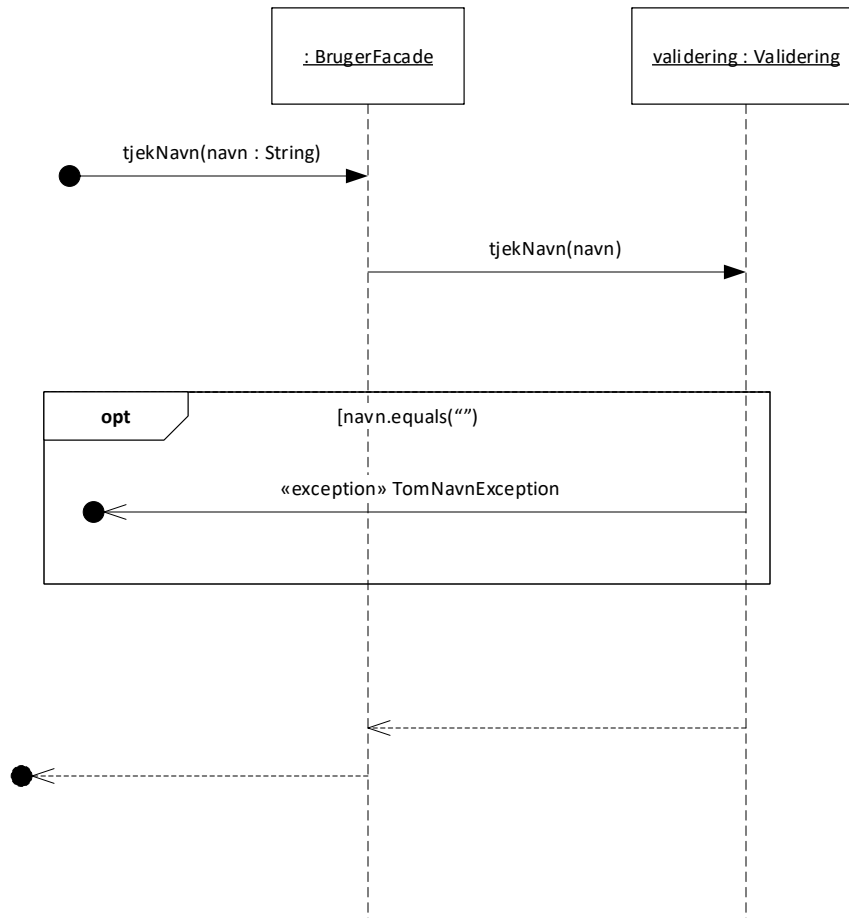 : BrugerFacade
validering : Validering
tjekNavn(navn : String)
tjekNavn(navn)
opt
[navn.equals(“”)
«exception» TomNavnException